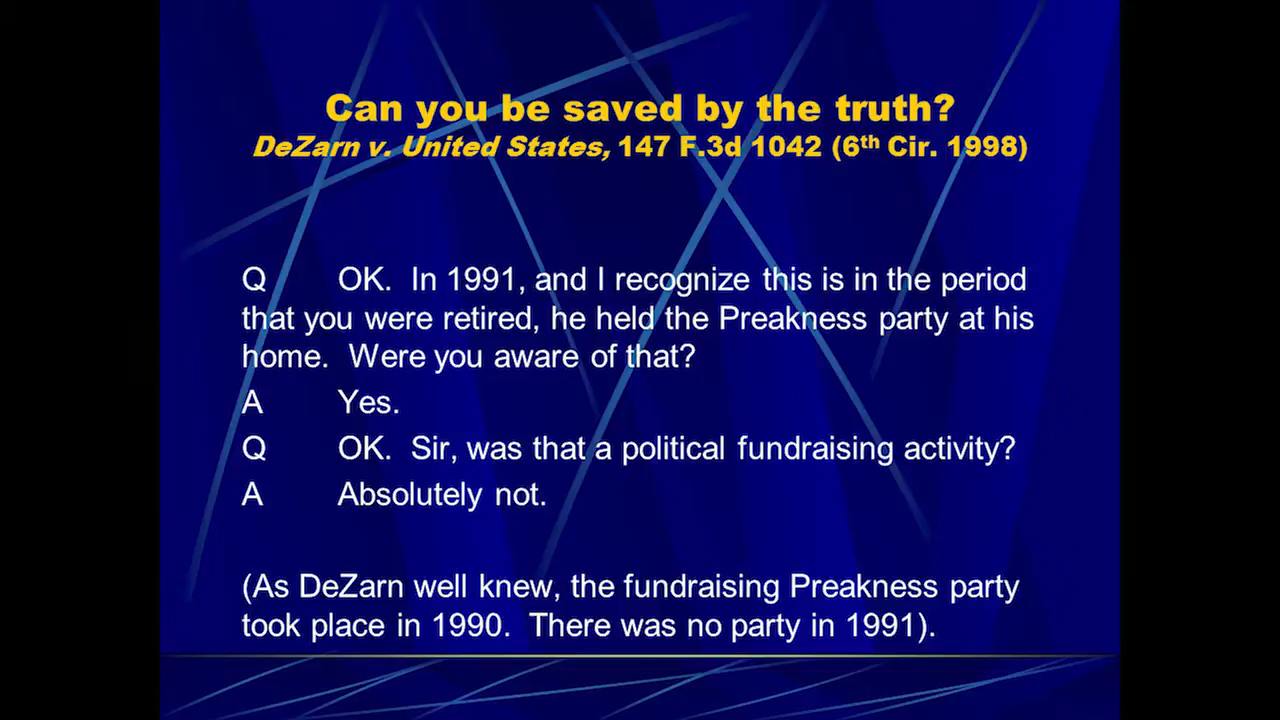 Can you be saved by the truth?
DeZarn v. United States, 147 F.3d 1042 (6th Cir. 1998)
Q OK. In 1991, and I recognize this is in the period
that you were retired, he held the Preakness party at his
home. Were you aware of that?
A Yes.
Q OK. Sir, was that a political fundraising activity?
A Absolutely not.
(As DeZarn well knew, the fundraising Preakness party
took place in 1990. There was no party in 1991).